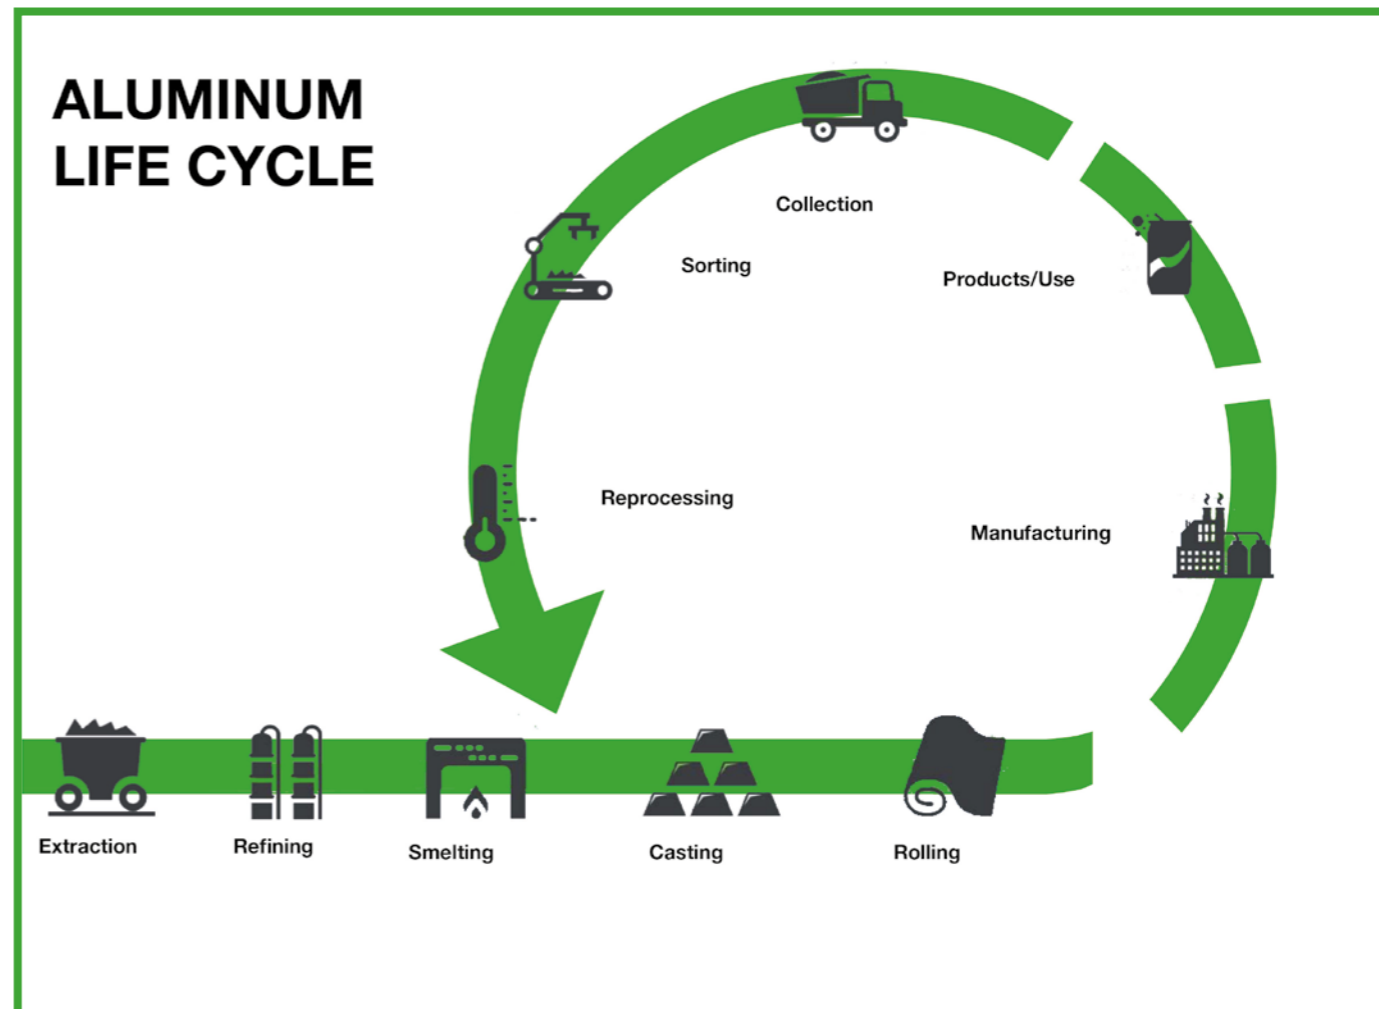 ALUMINUM
LIFE CYCLE
Collection
Sorting
Products/Use
Reprocessing
Manufacturing
Extraction
Refining
Smelting
Casting
Rolling